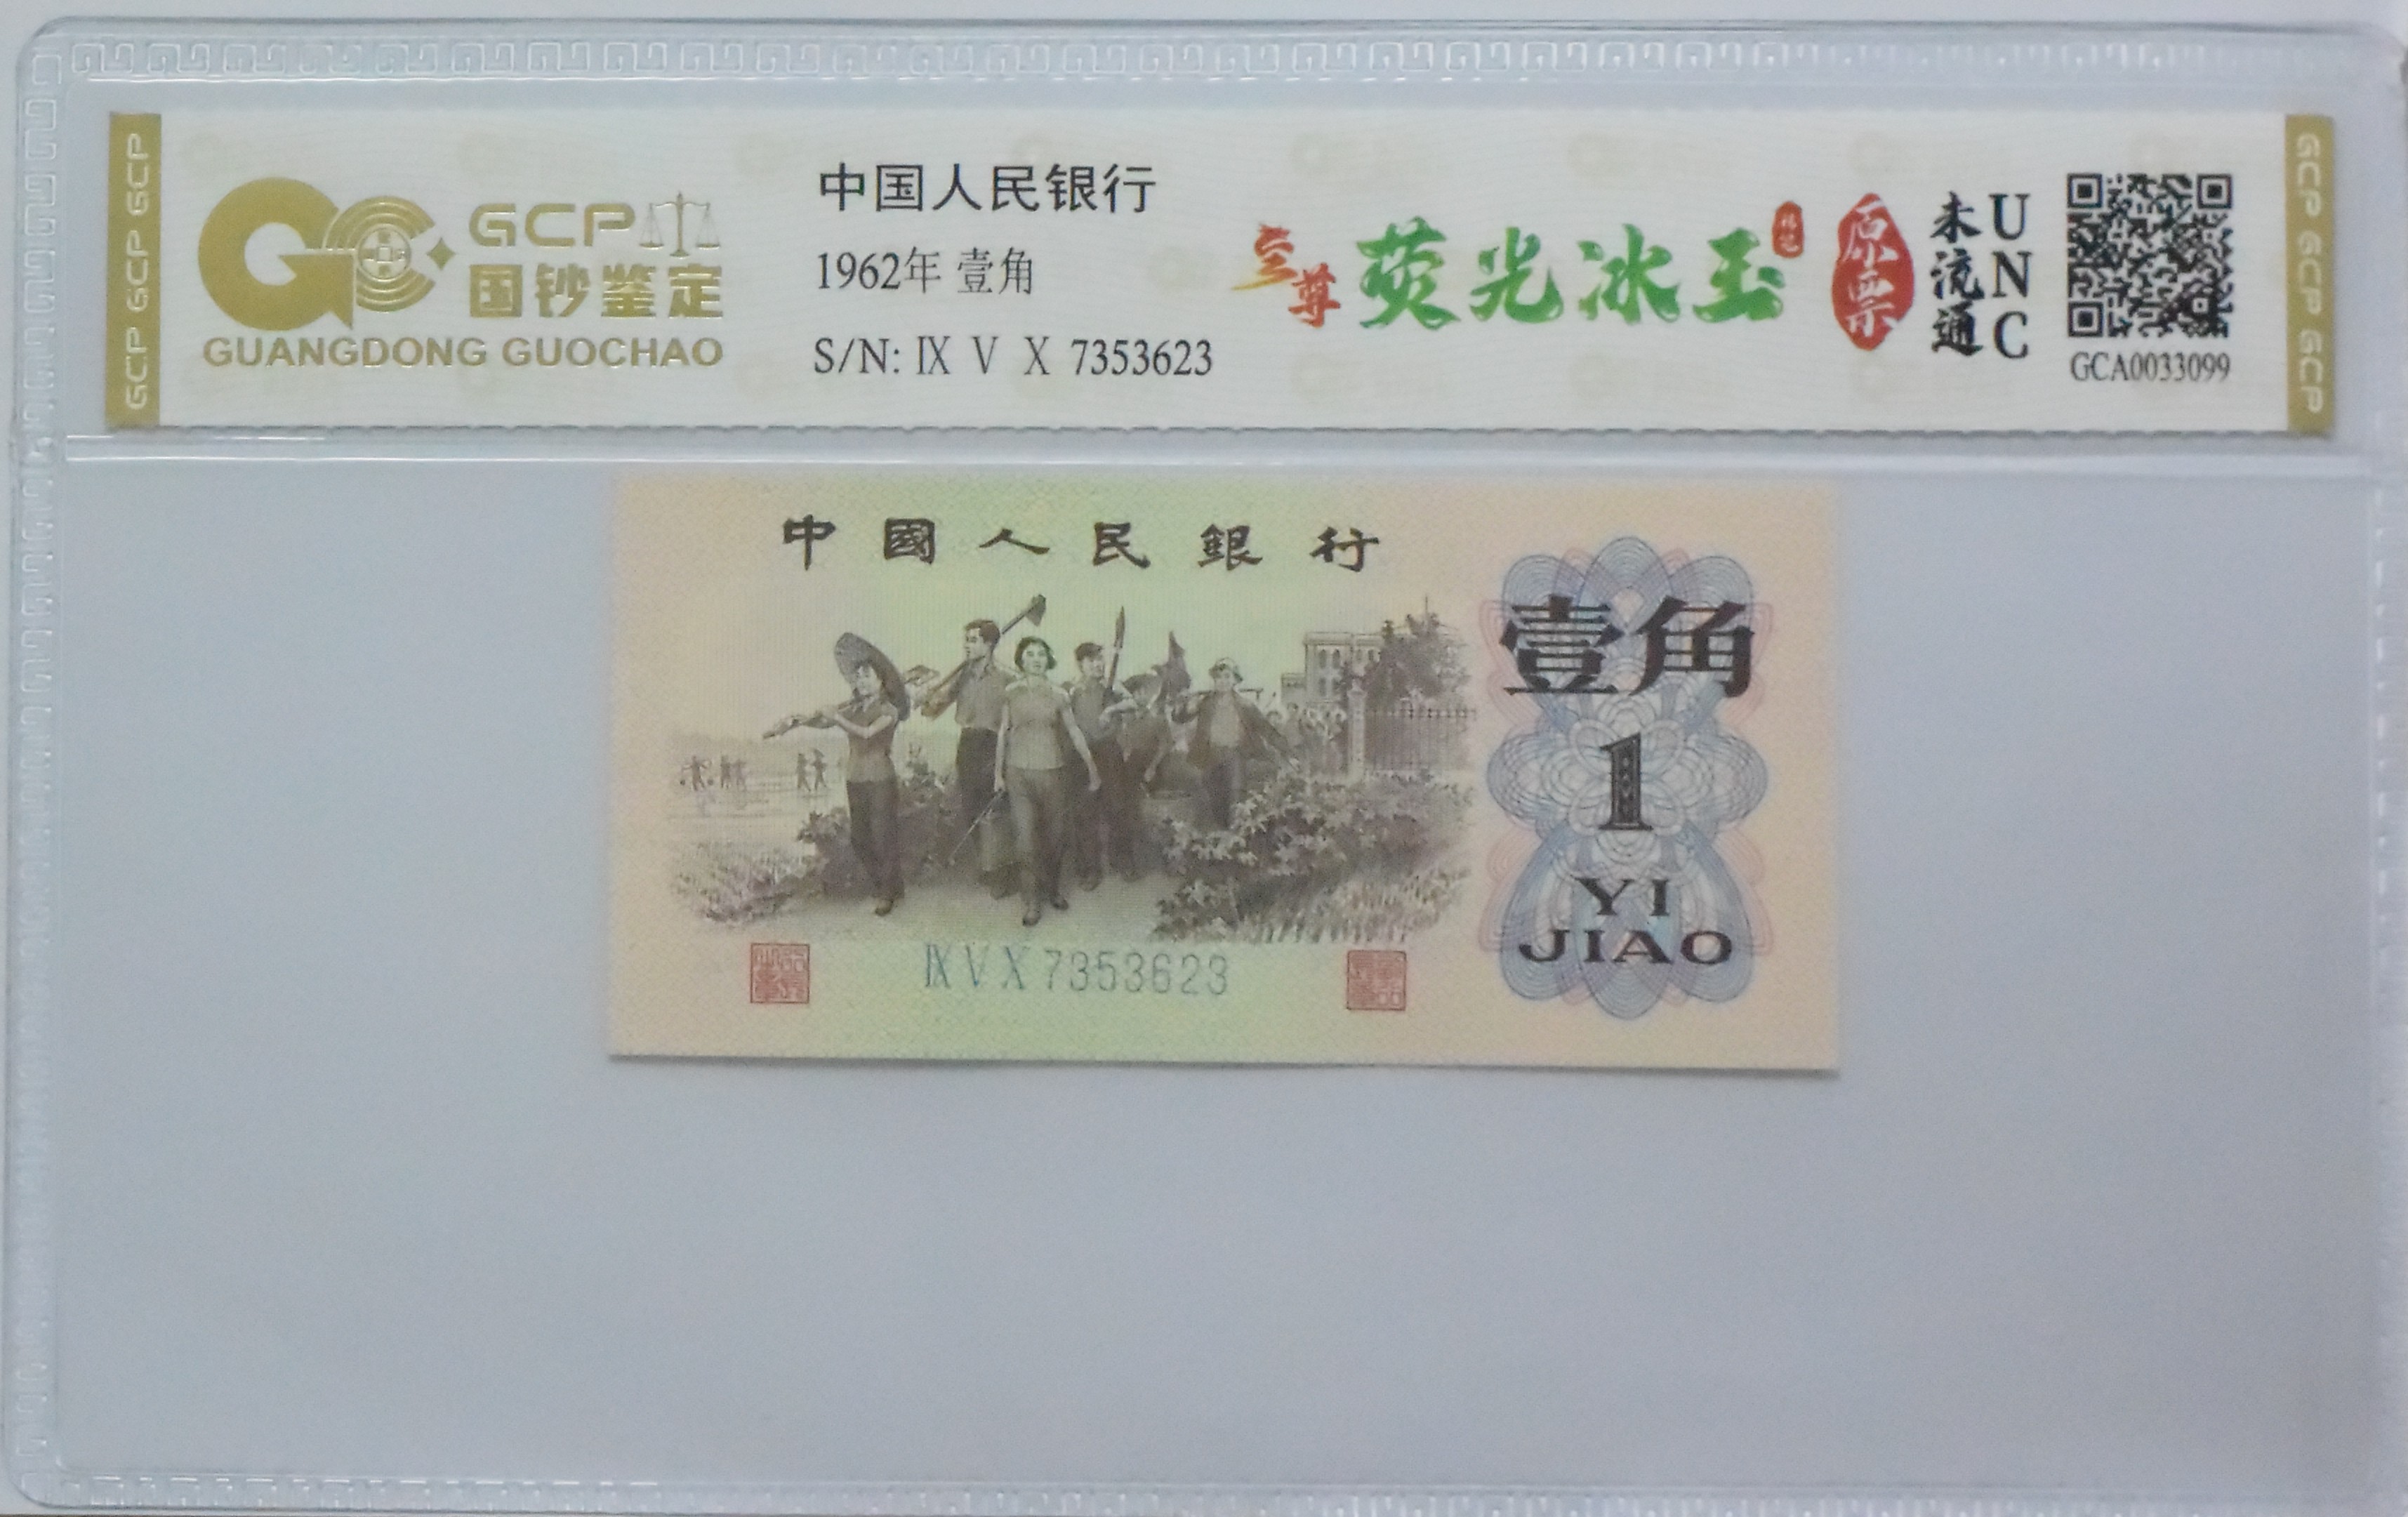 GCP GCP GCP
GCP
国钞鉴定
GUANGDONG GUOCHAO
中国人民银行
1962年 壹角
S/N: Ⅸ Ⅴ Ⅹ 7353623
至尊 荧光冰玉
原票
未流通
UNC
GCA0033099
GCP GCP GCP
中國人民銀行
壹角
1
YI
JIAO
ⅨⅤⅩ7353623